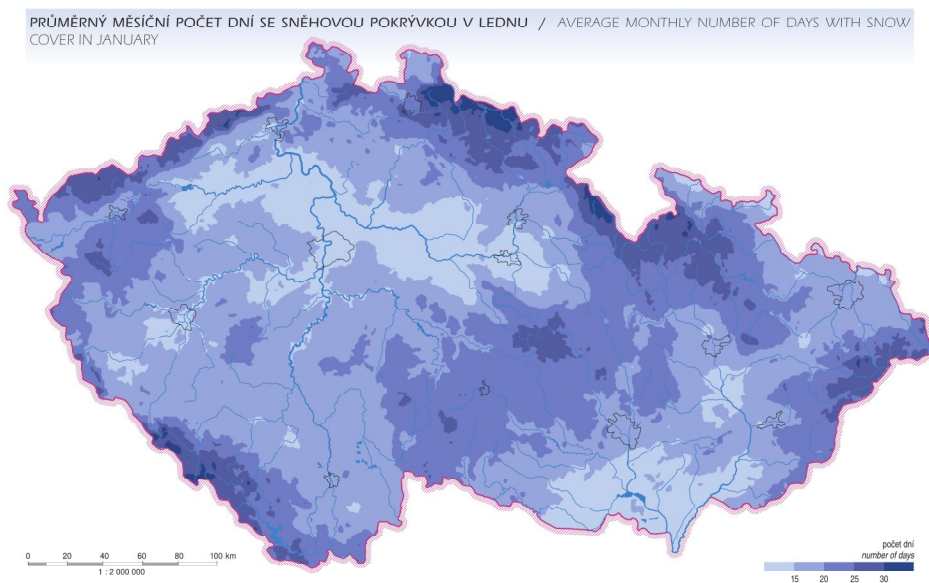 PRŮMĚRNÝ MĚSÍČNÍ POČET DNÍ SE SNĚHOVOU POKRÝVKOU V LEDNU / AVERAGE MONTHLY NUMBER OF DAYS WITH SNOW
COVER IN JANUARY
0 20 40 60 80 100 km
1 : 2 000 000
počet dní
number of days
15 20 25 30